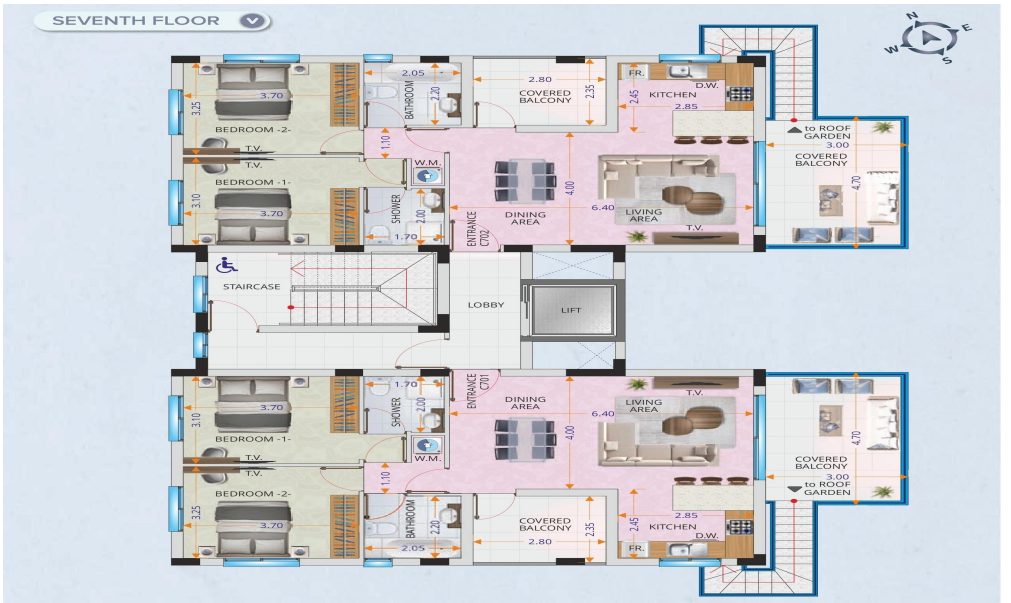 SEVENTH FLOOR
N
E
W
S
2.05
2.20
BATHROOM
2.80
COVERED
BALCONY
2.35
FR.
D.W.
KITCHEN
2.45
2.85
3.25
3.70
BEDROOM -2-
T.V.
1.10
to ROOF
GARDEN
3.00
COVERED
BALCONY
4.70
T.V.
BEDROOM -1-
3.10
3.70
W.M.
SHOWER
2.00
1.70
ENTRANCE
C702
DINING
AREA
4.00
6.40
LIVING
AREA
T.V.
STAIRCASE
LOBBY
LIFT
3.10
3.70
BEDROOM -1-
T.V.
1.70
SHOWER
2.00
W.M.
ENTRANCE
C701
DINING
AREA
4.00
6.40
LIVING
AREA
T.V.
4.70
COVERED
BALCONY
3.00
to ROOF
GARDEN
T.V.
BEDROOM -2-
3.25
3.70
1.10
BATHROOM
2.20
2.05
COVERED
BALCONY
2.80
2.35
2.85
2.45
KITCHEN
D.W.
FR.